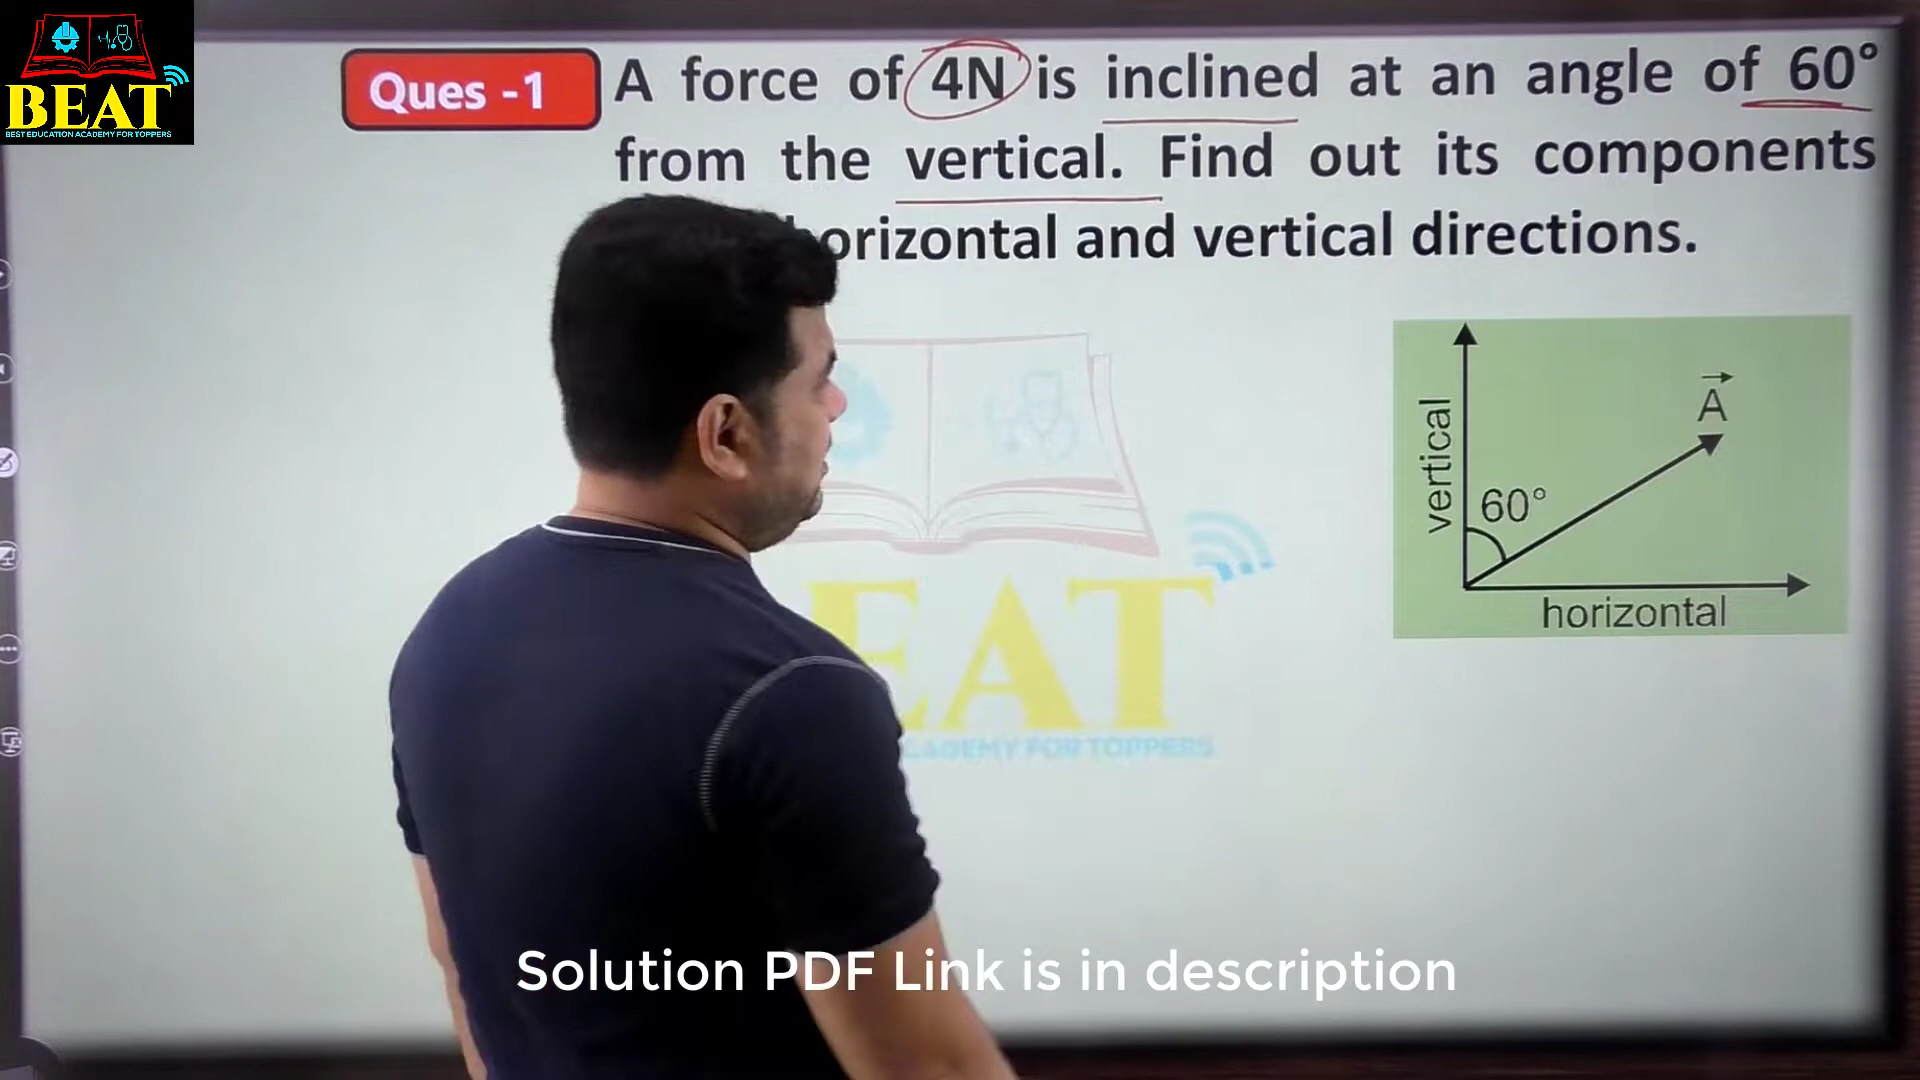 BEAT
BEST EDUCATION ACADEMY FOR TOPPERS
Ques -1
A force of 4N is inclined at an angle of 60°
from the vertical. Find out its components
orizontal and vertical directions.
A
vertical
60°
horizontal
EAT
CADEMY FOR TOPPERS
Solution PDF Link is in description